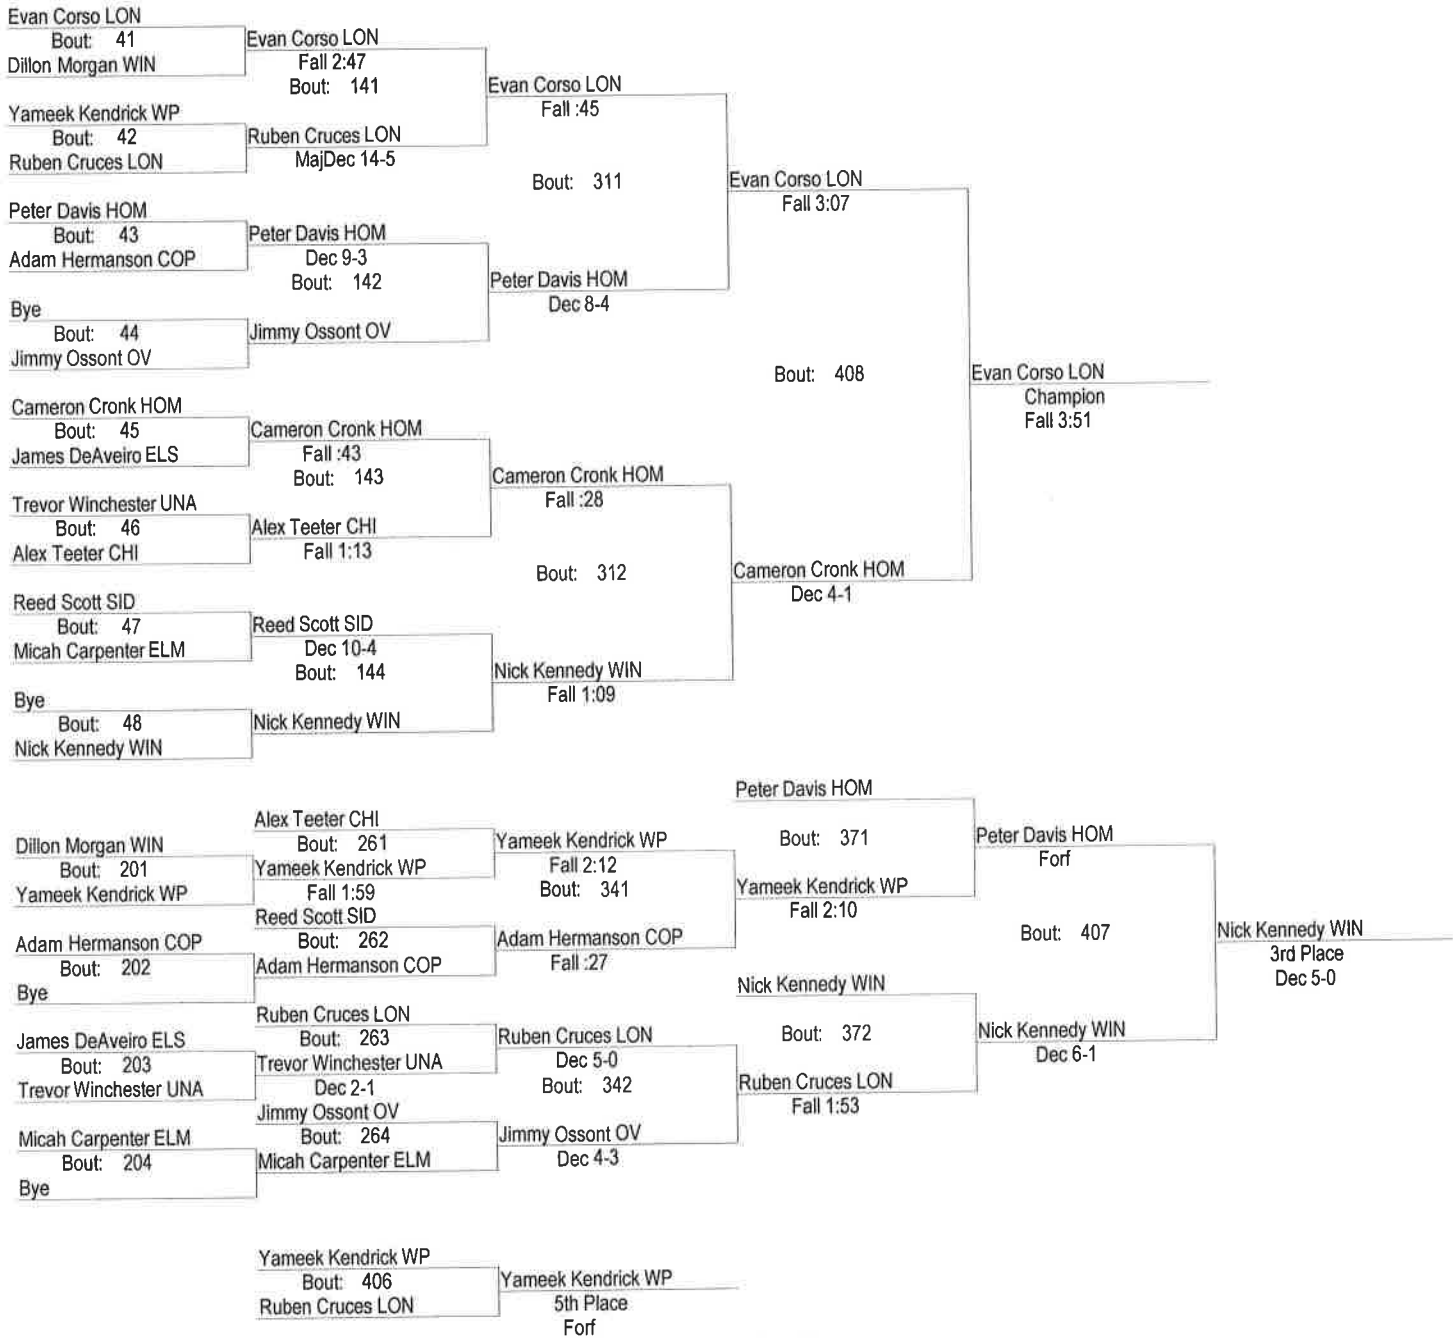 Evan Corso LON
Bout: 41
Dillon Morgan WIN
Evan Corso LON
Fall 2:47
Bout: 141
Yameek Kendrick WP
Bout: 42
Ruben Cruces LON
Ruben Cruces LON
MajDec 14-5
Evan Corso LON
Fall :45
Bout: 311
Peter Davis HOM
Bout: 43
Adam Hermanson COP
Peter Davis HOM
Dec 9-3
Bout: 142
Bye
Bout: 44
Jimmy Ossont OV
Jimmy Ossont OV
Peter Davis HOM
Dec 8-4
Evan Corso LON
Fall 3:07
Bout: 408
Evan Corso LON
Champion
Fall 3:51
Cameron Cronk HOM
Bout: 45
James DeAveiro ELS
Cameron Cronk HOM
Fall :43
Bout: 143
Trevor Winchester UNA
Bout: 46
Alex Teeter CHI
Alex Teeter CHI
Fall 1:13
Cameron Cronk HOM
Fall :28
Bout: 312
Reed Scott SID
Bout: 47
Micah Carpenter ELM
Reed Scott SID
Dec 10-4
Bout: 144
Bye
Bout: 48
Nick Kennedy WIN
Nick Kennedy WIN
Nick Kennedy WIN
Fall 1:09
Cameron Cronk HOM
Dec 4-1
Dillon Morgan WIN
Bout: 201
Yameek Kendrick WP
Alex Teeter CHI
Bout: 261
Yameek Kendrick WP
Fall 1:59
Adam Hermanson COP
Bout: 202
Bye
Reed Scott SID
Bout: 262
Adam Hermanson COP
Yameek Kendrick WP
Fall 2:12
Bout: 341
Adam Hermanson COP
Fall :27
Peter Davis HOM
Bout: 371
Yameek Kendrick WP
Fall 2:10
Peter Davis HOM
Forf
Bout: 407
Nick Kennedy WIN
3rd Place
Dec 5-0
James DeAveiro ELS
Bout: 203
Trevor Winchester UNA
Ruben Cruces LON
Bout: 263
Trevor Winchester UNA
Dec 2-1
Micah Carpenter ELM
Bout: 204
Bye
Jimmy Ossont OV
Bout: 264
Micah Carpenter ELM
Ruben Cruces LON
Dec 5-0
Bout: 342
Jimmy Ossont OV
Dec 4-3
Nick Kennedy WIN
Bout: 372
Ruben Cruces LON
Fall 1:53
Nick Kennedy WIN
Dec 6-1
Yameek Kendrick WP
Bout: 406
Ruben Cruces LON
Yameek Kendrick WP
5th Place
Forf